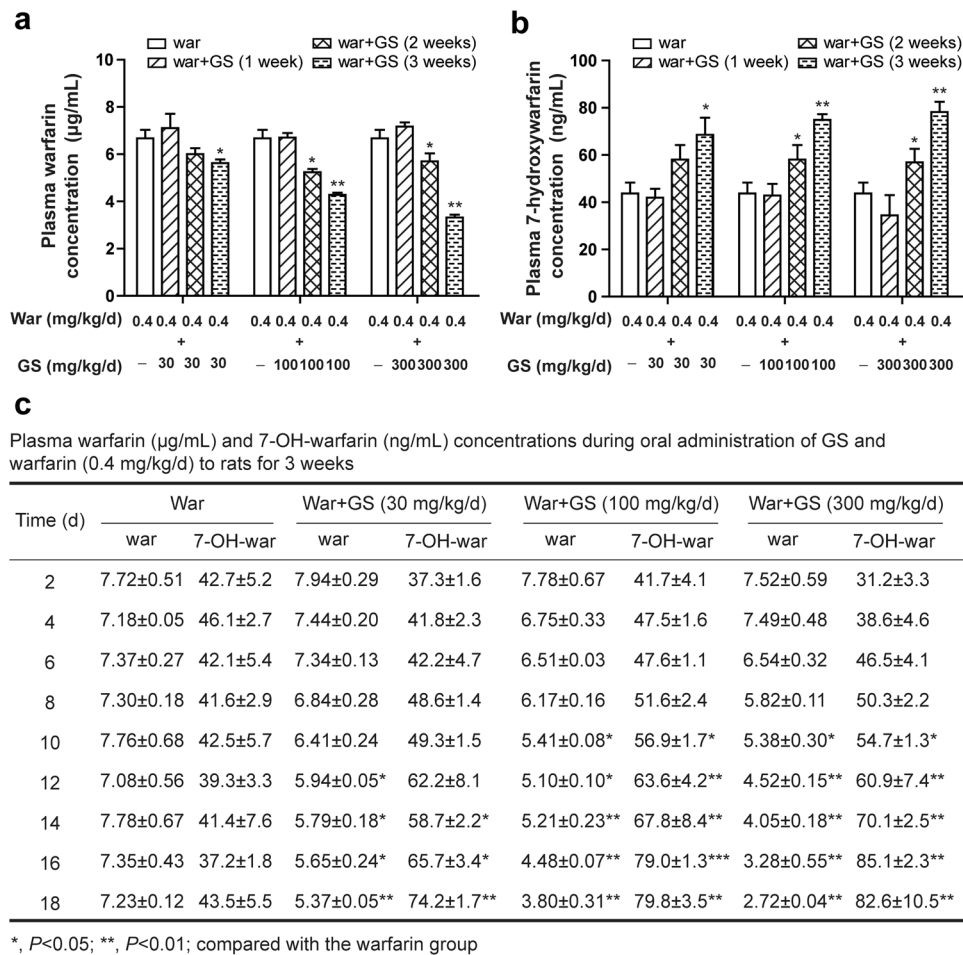 a
war
war+GS (1 week)
war+GS (2 weeks)
war+GS (3 weeks)
Plasma warfarin
concentration (µg/mL)
10
8
6
4
2
0
* * ** * **
War (mg/kg/d) 0.4 0.4 0.4 0.4 0.4 0.4 0.4 0.4 0.4 0.4 0.4 0.4
+ + +
GS (mg/kg/d) – 30 30 30 – 100 100 100 – 300 300 300
b
war
war+GS (1 week)
war+GS (2 weeks)
war+GS (3 weeks)
Plasma 7-hydroxywarfarin
concentration (ng/mL)
100
80
60
40
20
0
* * ** * **
War (mg/kg/d) 0.4 0.4 0.4 0.4 0.4 0.4 0.4 0.4 0.4 0.4 0.4 0.4
+ + +
GS (mg/kg/d) – 30 30 30 – 100 100 100 – 300 300 300
c
Plasma warfarin (µg/mL) and 7-OH-warfarin (ng/mL) concentrations during oral administration of GS and
warfarin (0.4 mg/kg/d) to rats for 3 weeks
Time (d) War War+GS (30 mg/kg/d) War+GS (100 mg/kg/d) War+GS (300 mg/kg/d)
war 7-OH-war war 7-OH-war war 7-OH-war war 7-OH-war
2 7.72±0.51 42.7±5.2 7.94±0.29 37.3±1.6 7.78±0.67 41.7±4.1 7.52±0.59 31.2±3.3
4 7.18±0.05 46.1±2.7 7.44±0.20 41.8±2.3 6.75±0.33 47.5±1.6 7.49±0.48 38.6±4.6
6 7.37±0.27 42.1±5.4 7.34±0.13 42.2±4.7 6.51±0.03 47.6±1.1 6.54±0.32 46.5±4.1
8 7.30±0.18 41.6±2.9 6.84±0.28 48.6±1.4 6.17±0.16 51.6±2.4 5.82±0.11 50.3±2.2
10 7.76±0.68 42.5±5.7 6.41±0.24 49.3±1.5 5.41±0.08* 56.9±1.7* 5.38±0.30* 54.7±1.3*
12 7.08±0.56 39.3±3.3 5.94±0.05* 62.2±8.1 5.10±0.10* 63.6±4.2** 4.52±0.15** 60.9±7.4**
14 7.78±0.67 41.4±7.6 5.79±0.18* 58.7±2.2* 5.21±0.23** 67.8±8.4** 4.05±0.18** 70.1±2.5**
16 7.35±0.43 37.2±1.8 5.65±0.24* 65.7±3.4* 4.48±0.07** 79.0±1.3*** 3.28±0.55** 85.1±2.3**
18 7.23±0.12 43.5±5.5 5.37±0.05** 74.2±1.7** 3.80±0.31** 79.8±3.5** 2.72±0.04** 82.6±10.5**
*, P<0.05; **, P<0.01; compared with the warfarin group